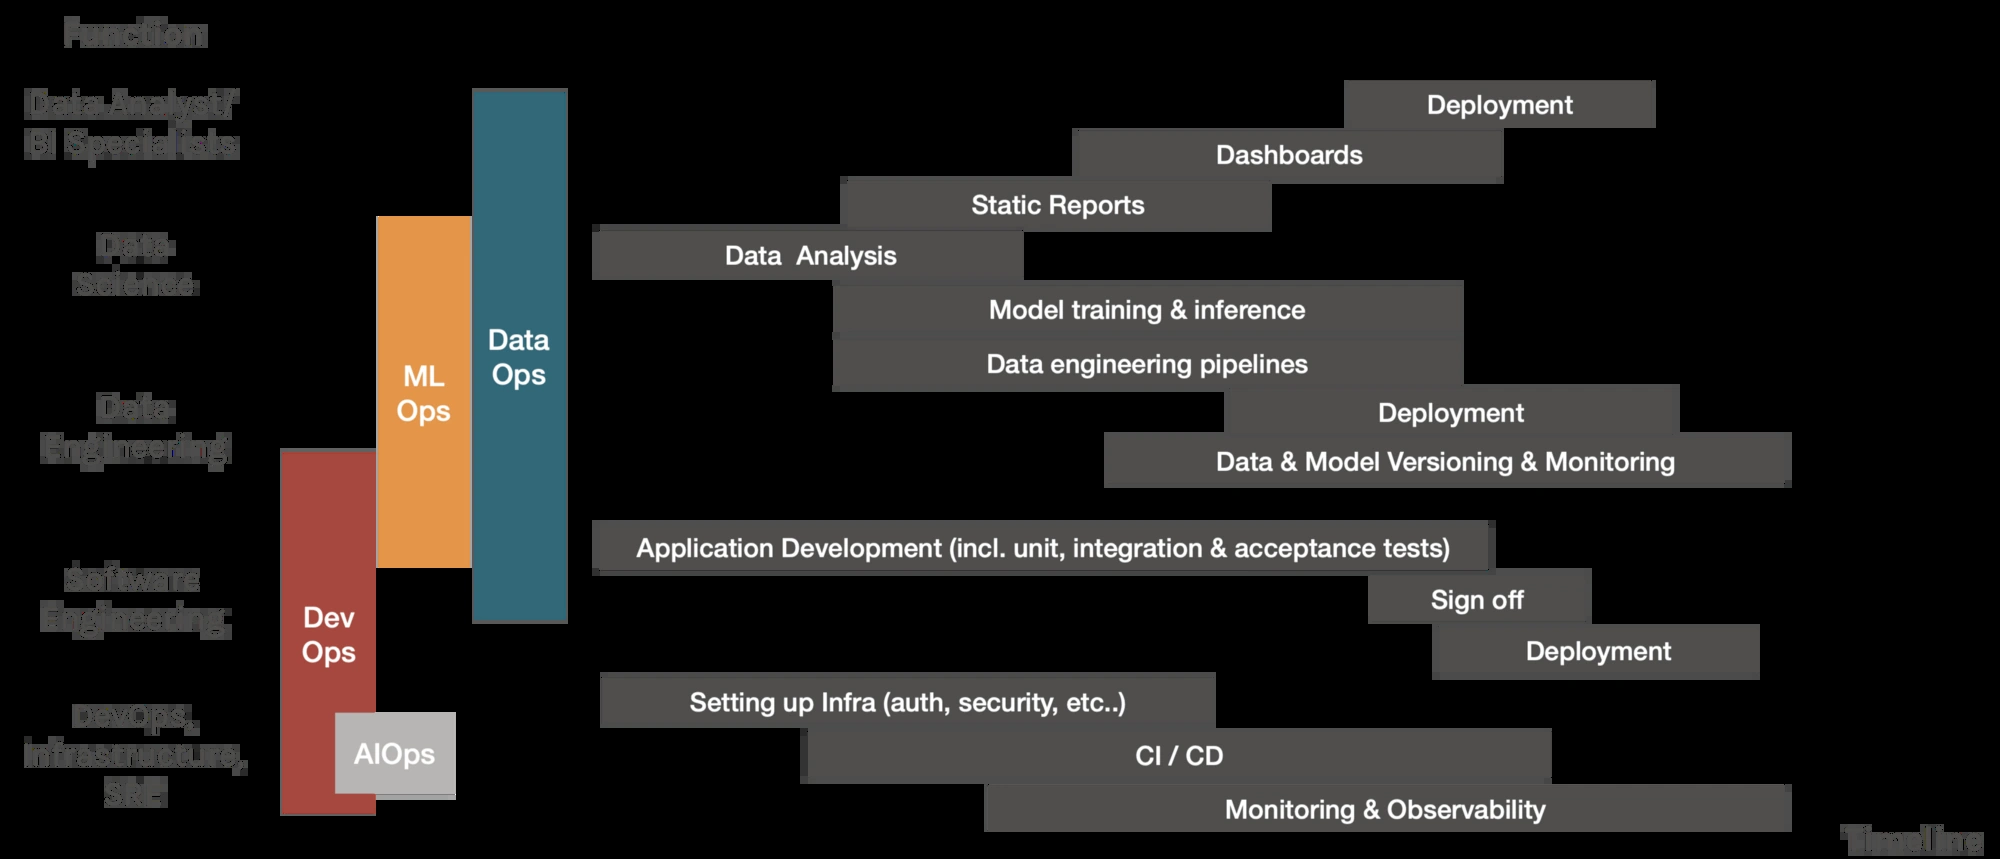 Function
Data Analyst/
BI Specialists
Data
Science
Data
Engineering
Software
Engineering
DevOps,
Infrastructure,
SRE
Data
Ops
ML
Ops
Dev
Ops
AIOps
Deployment
Dashboards
Static Reports
Data  Analysis
Model training & inference
Data engineering pipelines
Deployment
Data & Model Versioning & Monitoring
Application Development (incl. unit, integration & acceptance tests)
Sign off
Deployment
Setting up Infra (auth, security, etc..)
CI / CD
Monitoring & Observability
Timeline